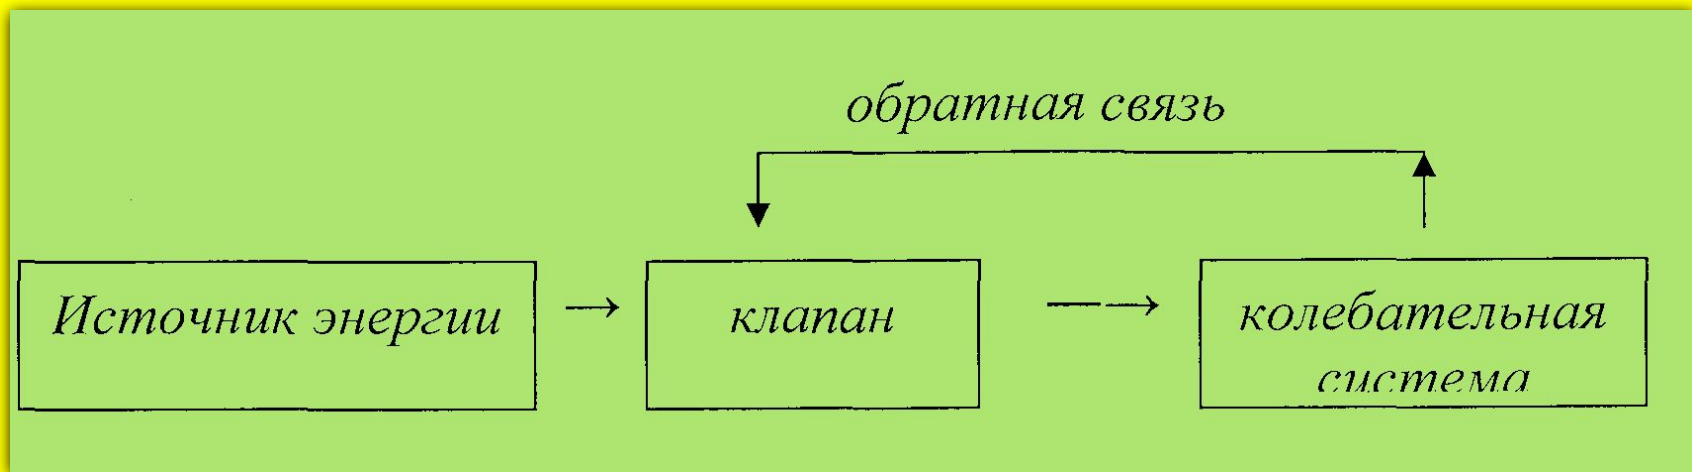 обратная связь
Источник энергии
клапан
колебательная
система